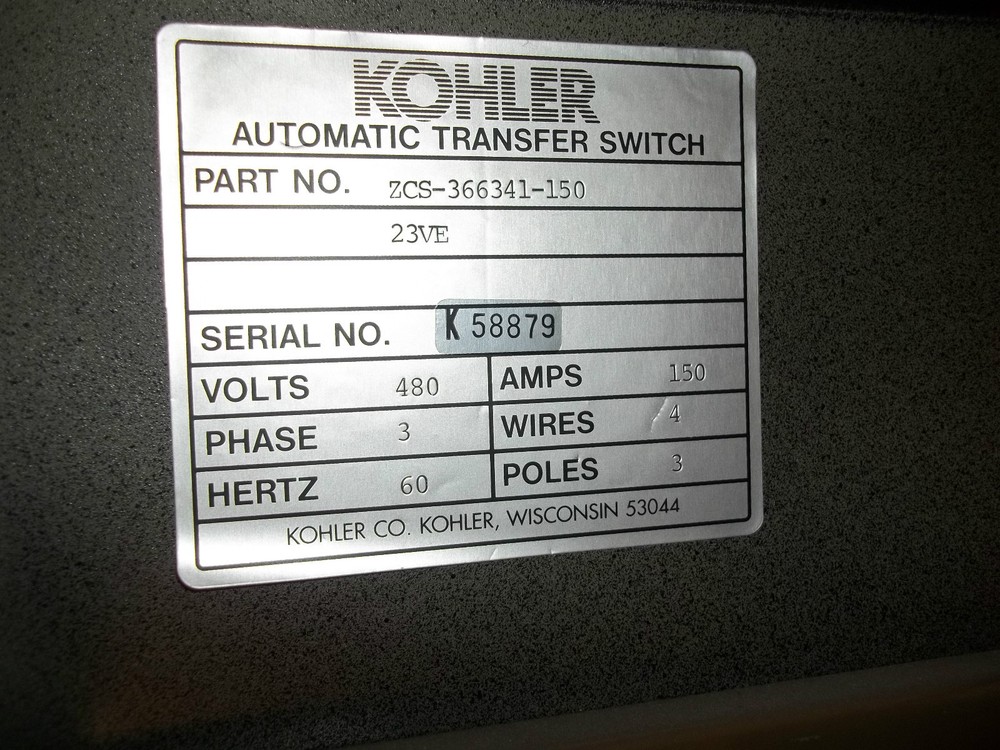 KOHLER
AUTOMATIC TRANSFER SWITCH
PART NO. ZCS-366341-150
23VE
SERIAL NO. K 58879
VOLTS 480 AMPS 150
PHASE 3 WIRES 4
HERTZ 60 POLES 3
KOHLER CO. KOHLER, WISCONSIN 53044